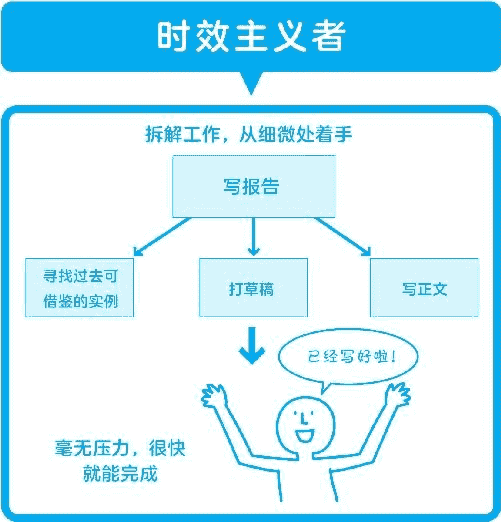 时效主义者
拆解工作，从细微处着手
写报告
寻找过去可
借鉴的实例
打草稿
写正文
已经写好啦！
毫无压力，很快
就能完成